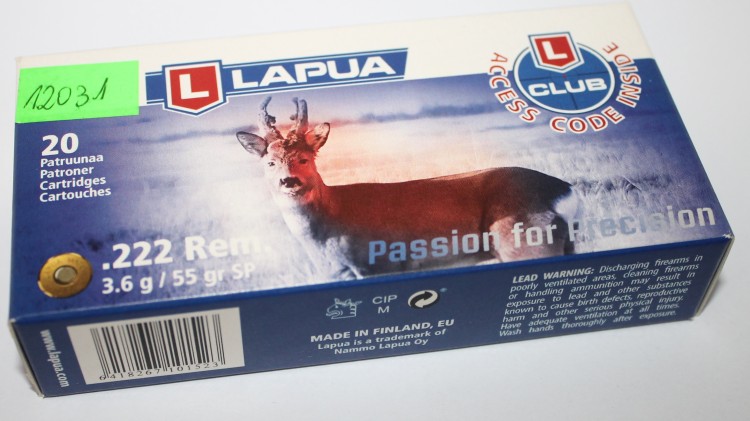 12031
L LAPUA
L
CLUB
ACCESS CODE INSIDE
20
Patruunaa
Patroner
Cartridges
Cartouches
.222 Rem.
3.6 g / 55 gr SP
Passion for Precision
www.lapua.com
6418267101523
CIP
M
MADE IN FINLAND, EU
Lapua is a trademark of
Nammo Lapua Oy
LEAD WARNING: Discharging firearms in
poorly ventilated areas, cleaning firearms
or handling ammunition may result in
exposure to lead and other substances
known to cause birth defects, reproductive
harm and other serious physical injury.
Have adequate ventilation at all times.
Wash hands thoroughly after exposure.